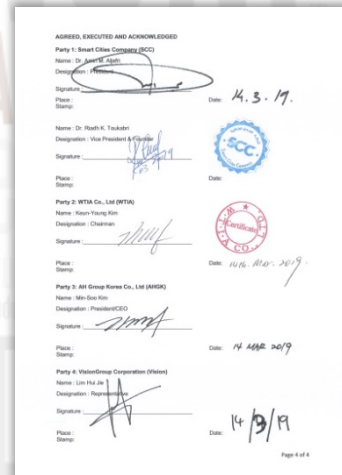 AGREED, EXECUTED AND ACKNOWLEDGED
Party 1: Smart Cities Company (SCC)
Name : Dr. M. Aljefri
Designation : President
Signature :
Place :
Stamp:
Date: 14.3.19.
Name : Dr. Riadh K. Toukabri
Designation : Vice President & Founder
Signature :
Place :
Stamp:
Date:
SCC
Party 2: WTIA Co., Ltd (WTIA)
Name : Keun-Young Kim
Designation : Chairman
Signature :
Place :
Stamp:
Date: MAR. 2019.
Certificate
Party 3: AH Group Korea Co., Ltd (AHGK)
Name : Min-Soo Kim
Designation : President/CEO
Signature :
Place :
Stamp:
Date: 14 MAR 2019
Party 4: VisionGroup Corporation (Vision)
Name : Lim Hui Jie
Designation : Representative
Signature :
Place :
Stamp:
Date: 14/3/19
Page 4 of 4